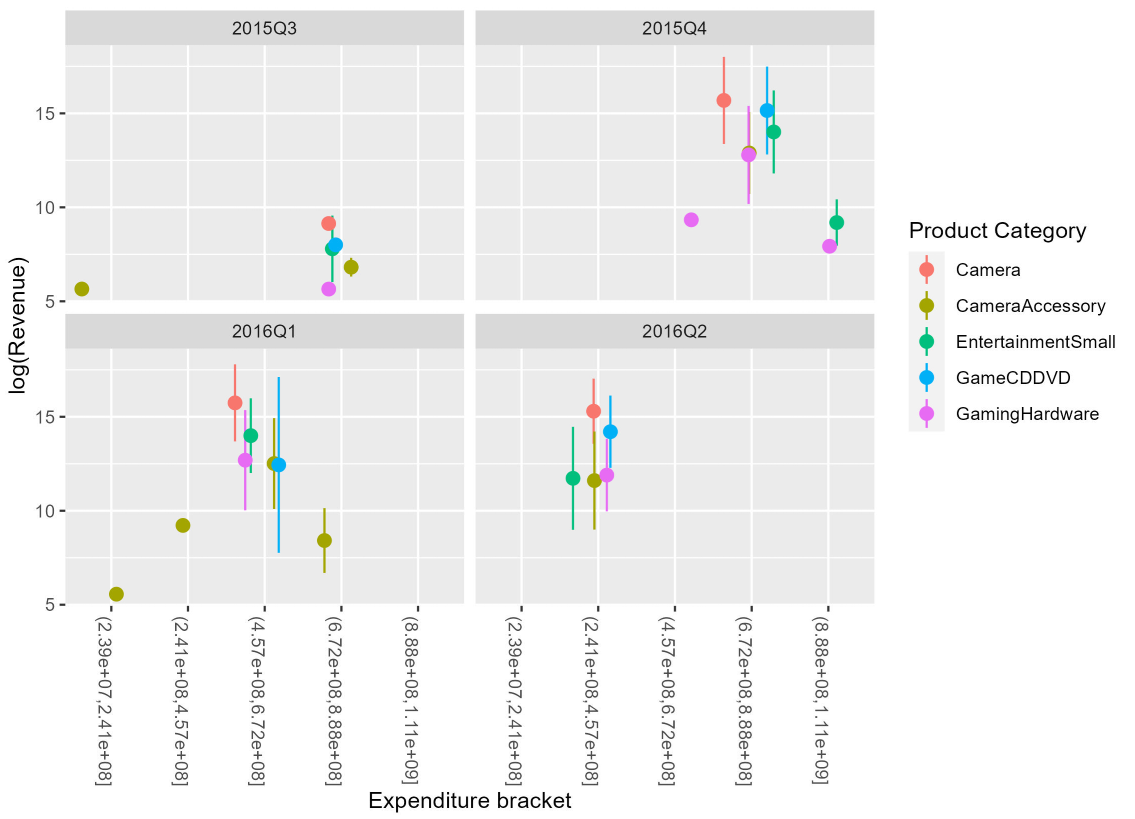 2015Q3
2015Q4
15
10
5
2016Q1
2016Q2
15
10
5
log(Revenue)
(2.39e+07,2.41e+08]
(2.41e+08,4.57e+08]
(4.57e+08,6.72e+08]
(6.72e+08,8.88e+08]
(8.88e+08,1.11e+09]
(2.39e+07,2.41e+08]
(2.41e+08,4.57e+08]
(4.57e+08,6.72e+08]
(6.72e+08,8.88e+08]
(8.88e+08,1.11e+09]
Expenditure bracket
Product Category
Camera
CameraAccessory
EntertainmentSmall
GameCDDVD
GamingHardware